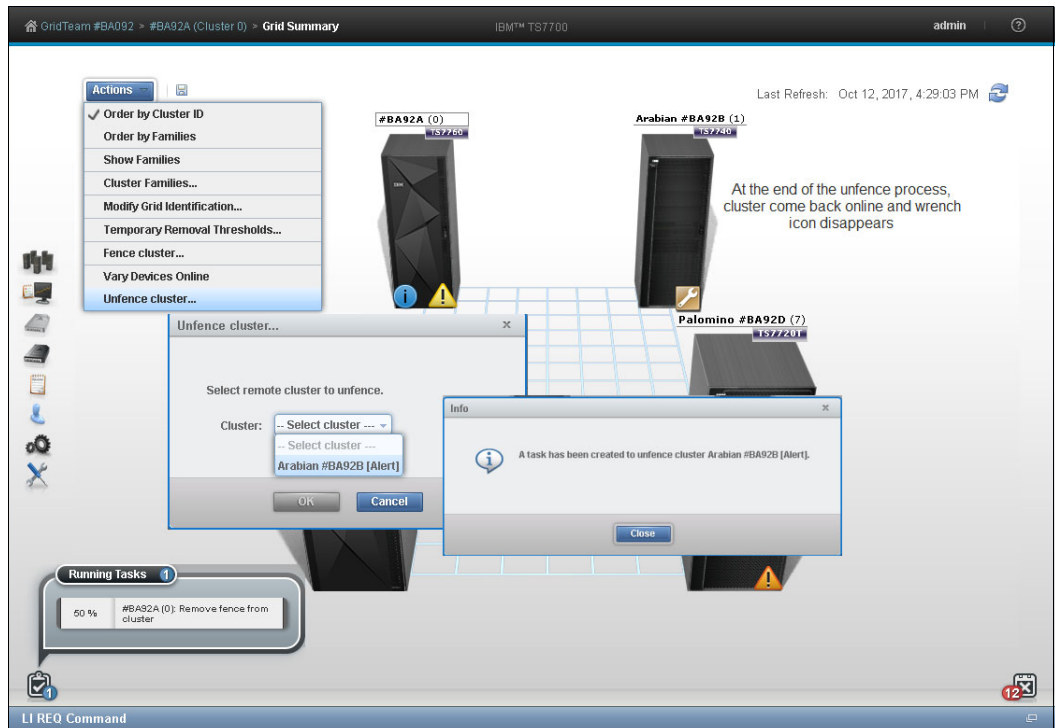 GridTeam #BA092 > #BA92A (Cluster 0) > Grid Summary
IBM™ TS7700
admin
?
Actions
Last Refresh: Oct 12, 2017, 4:29:03 PM
Order by Cluster ID
Order by Families
Show Families
Cluster Families...
Modify Grid Identification...
Temporary Removal Thresholds...
Fence cluster...
Vary Devices Online
Unfence cluster...
#BA92A (0)
TS7760
Arabian #BA92B (1)
TS7740
At the end of the unfence process,
cluster come back online and wrench
icon disappears
Palomino #BA92D (7)
TS7720T
Unfence cluster...
x
Select remote cluster to unfence.
Cluster: -- Select cluster ---
-- Select cluster ---
Arabian #BA92B [Alert]
OK
Cancel
Info
x
A task has been created to unfence cluster Arabian #BA92B [Alert].
Close
Running Tasks 1
50 %
#BA92A (0): Remove fence from
cluster
1
12
LI REQ Command